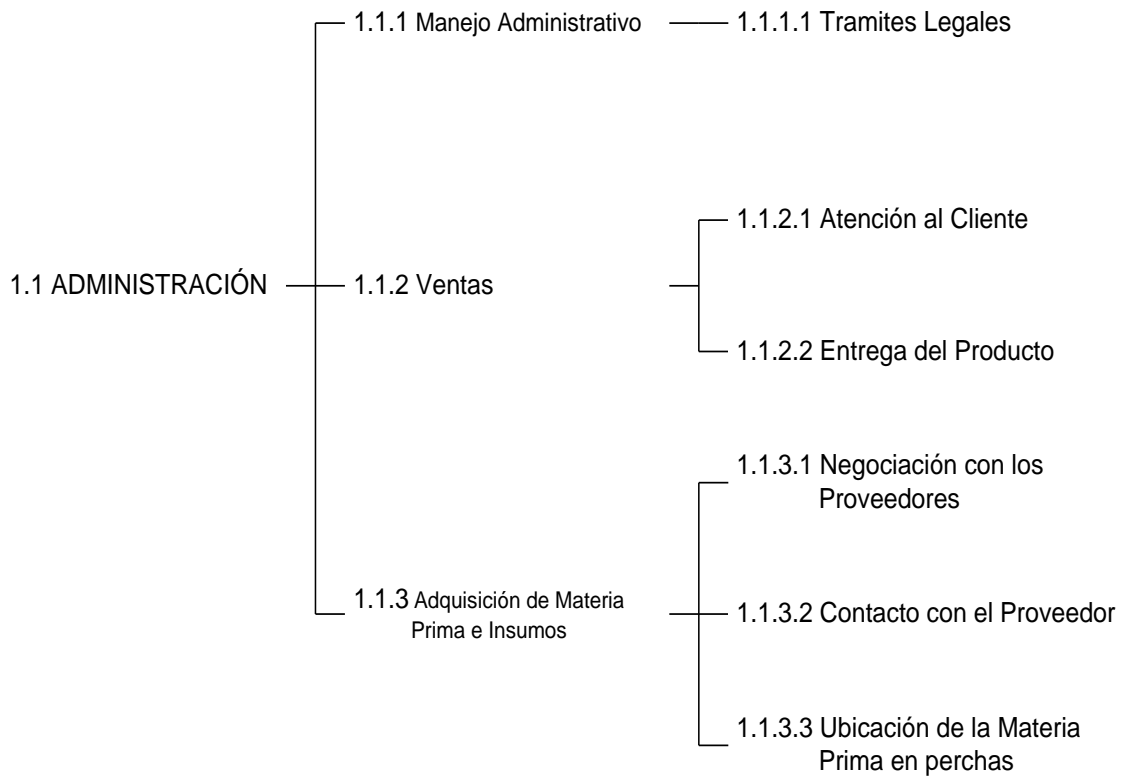 1.1.1 Manejo Administrativo
1.1.1.1 Tramites Legales
1.1.2.1 Atención al Cliente
1.1 ADMINISTRACIÓN
1.1.2 Ventas
1.1.2.2 Entrega del Producto
1.1.3.1 Negociación con los
Proveedores
1.1.3 Adquisición de Materia
Prima e Insumos
1.1.3.2 Contacto con el Proveedor
1.1.3.3 Ubicación de la Materia
Prima en perchas